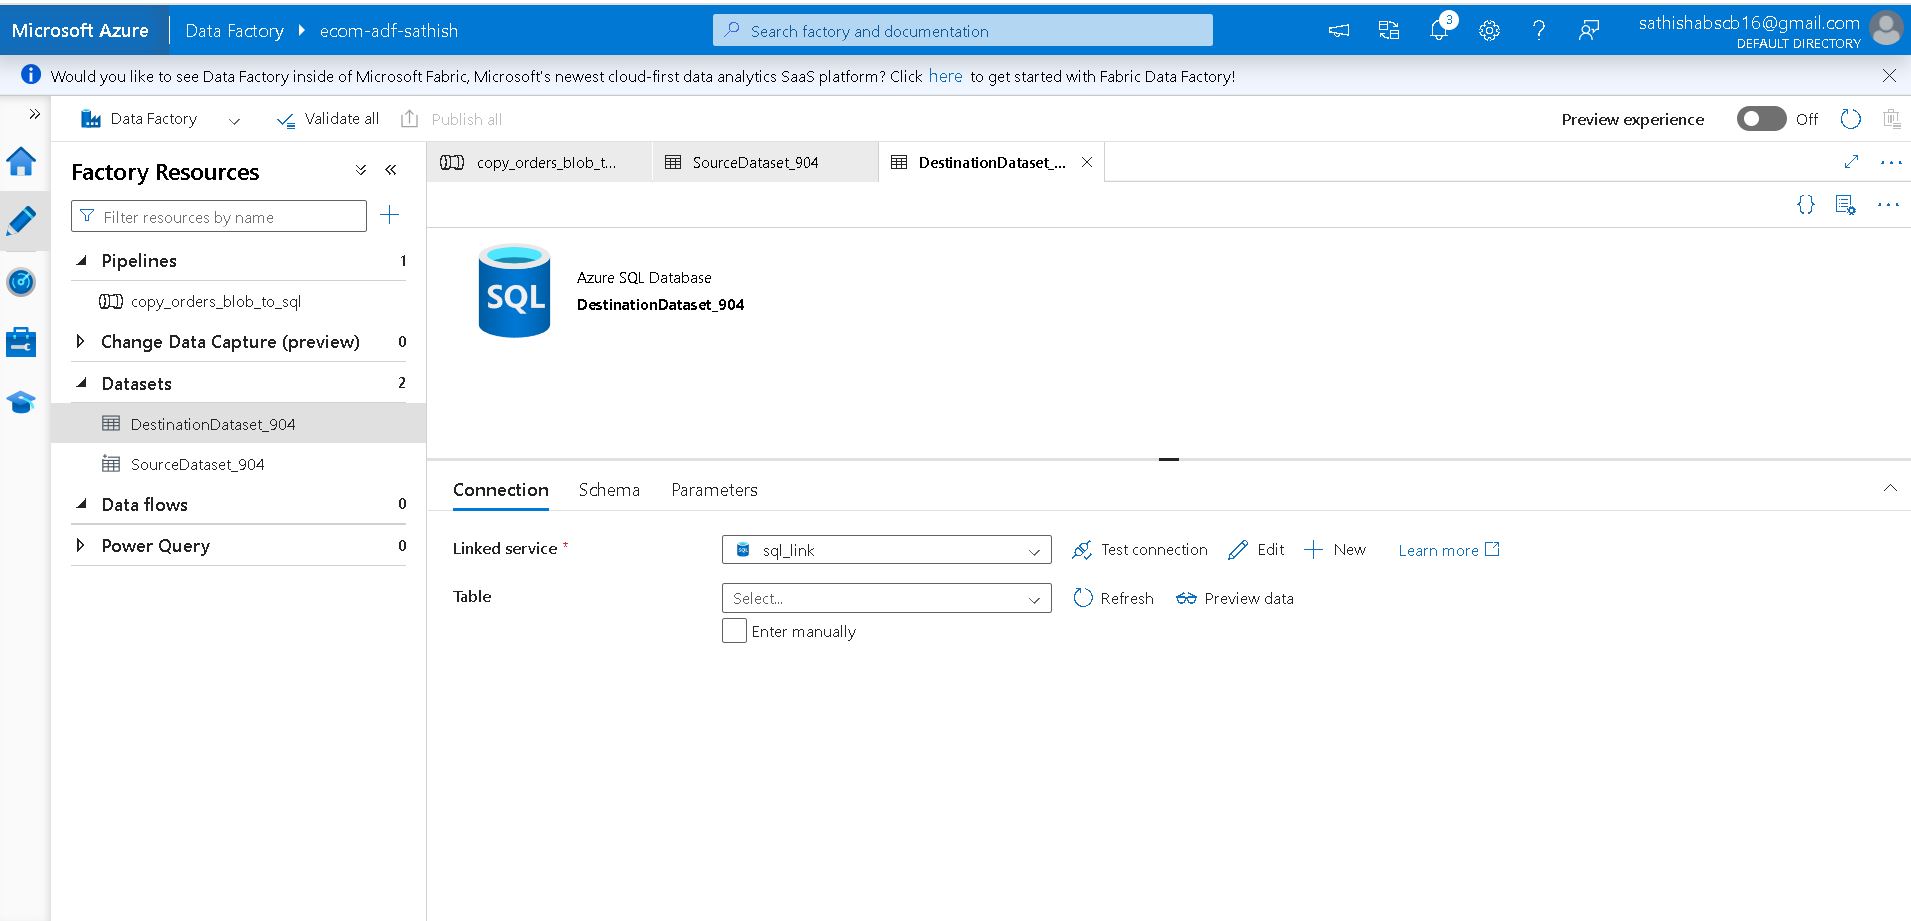 Microsoft Azure
Data Factory
ecom-adf-sathish
Search factory and documentation
3
sathishabscb16@gmail.com
DEFAULT DIRECTORY
Would you like to see Data Factory inside of Microsoft Fabric, Microsoft's newest cloud-first data analytics SaaS platform? Click here to get started with Fabric Data Factory!
Data Factory
Validate all
Publish all
Preview experience
Off
Factory Resources
Filter resources by name
Pipelines 1
copy_orders_blob_to_sql
Change Data Capture (preview) 0
Datasets 2
DestinationDataset_904
SourceDataset_904
Data flows 0
Power Query 0
copy_orders_blob_t...
SourceDataset_904
DestinationDataset_...
{}
SQL
Azure SQL Database
DestinationDataset_904
Connection
Schema
Parameters
Linked service *
sql_link
Test connection
Edit
New
Learn more
Table
Select...
Refresh
Preview data
Enter manually